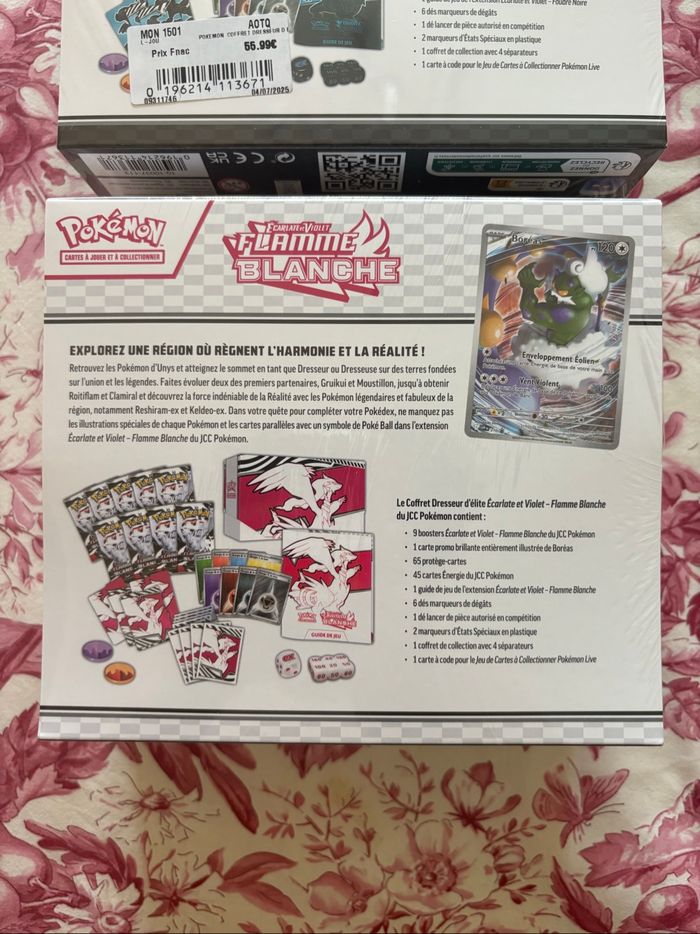 Écarlate et Violet – Foudre Noire
• 6 dés marqueurs de dégâts
• 1 dé lancer de pièce autorisé en compétition
• 2 marqueurs d'États Spéciaux en plastique
• 1 coffret de collection avec 4 séparateurs
• 1 carte à code pour le Jeu de Cartes à Collectionner Pokémon Live
GUIDE DE JEU
MON 1501 AOTQ
L-JOU POKEMON COFFRET DRESSEUR D
Prix Fnac 55.99€
0 196214 113671
09311746 04/07/2025
CE
DONNEZ
RECYCLEZ
POKÉMON
CARTES À JOUER ET À COLLECTIONNER
ÉCARLATE ET VIOLET
FLAMME
BLANCHE
Boréas 120
Enveloppement Éolien
Vent Violent 100
EXPLOREZ UNE RÉGION OÙ RÈGNENT L'HARMONIE ET LA RÉALITÉ !
Retrouvez les Pokémon d'Unys et atteignez le sommet en tant que Dresseur ou Dresseuse sur des terres fondées
sur l'union et les légendes. Faites évoluer deux des premiers partenaires, Gruikui et Moustillon, jusqu'à obtenir
Roitiflam et Clamiral et découvrez la force indéniable de la Réalité avec les Pokémon légendaires et fabuleux de la
région, notamment Reshiram-ex et Keldeo-ex. Dans votre quête pour compléter votre Pokédex, ne manquez pas
les illustrations spéciales de chaque Pokémon et les cartes parallèles avec un symbole de Poké Ball dans l'extension
Écarlate et Violet – Flamme Blanche du JCC Pokémon.
Le Coffret Dresseur d'élite Écarlate et Violet – Flamme Blanche
du JCC Pokémon contient :
• 9 boosters Écarlate et Violet – Flamme Blanche du JCC Pokémon
• 1 carte promo brillante entièrement illustrée de Boréas
• 65 protège-cartes
• 45 cartes Énergie du JCC Pokémon
• 1 guide de jeu de l'extension Écarlate et Violet – Flamme Blanche
• 6 dés marqueurs de dégâts
• 1 dé lancer de pièce autorisé en compétition
• 2 marqueurs d'États Spéciaux en plastique
• 1 coffret de collection avec 4 séparateurs
• 1 carte à code pour le Jeu de Cartes à Collectionner Pokémon Live
BLANCHE
GUIDE DE JEU